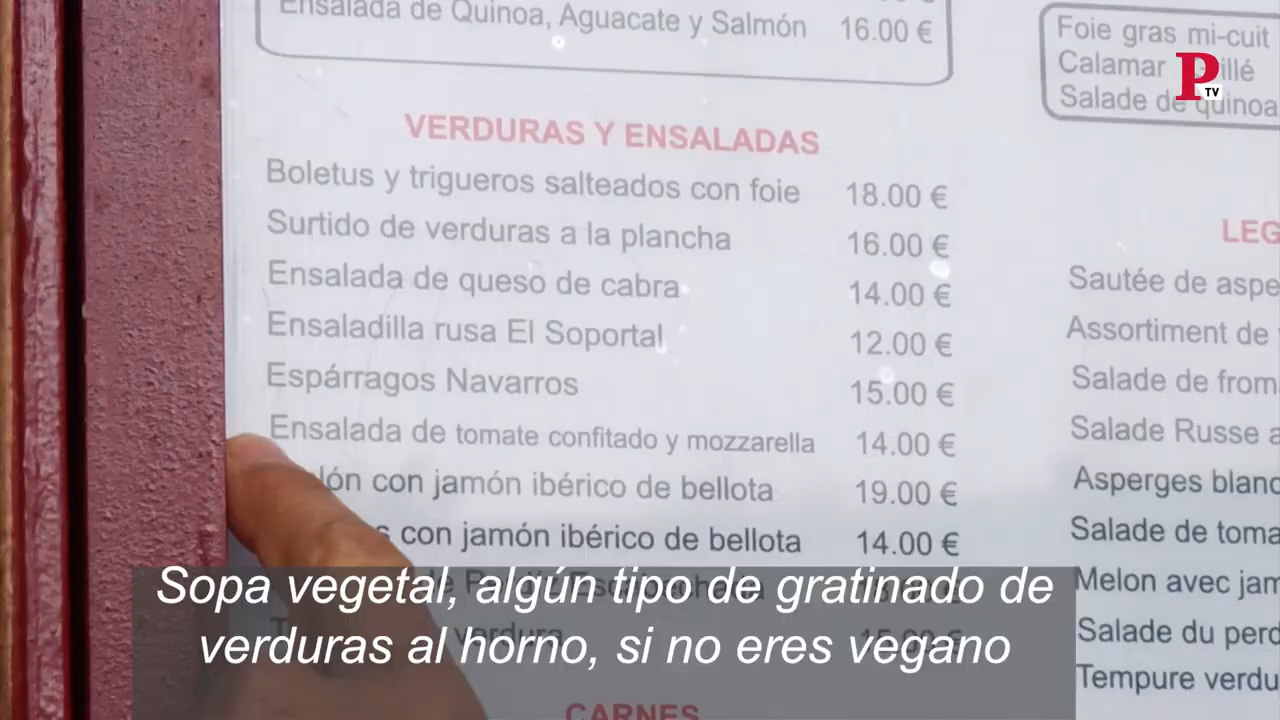 Ensalada de Quinoa, Aguacate y Salmón 16.00 €
VERDURAS Y ENSALADAS
Boletus y trigueros salteados con foie 18.00 €
Surtido de verduras a la plancha 16.00 €
Ensalada de queso de cabra 14.00 €
Ensaladilla rusa El Soportal 12.00 €
Espárragos Navarros 15.00 €
Ensalada de tomate confitado y mozzarella 14.00 €
con jamón ibérico de bellota 19.00 €
con jamón ibérico de bellota 14.00 €
CARNES
Foie gras mi-cuit
Calamar
Salade de quinoa
LEG
Sautée de aspe
Assortiment de
Salade de from
Salade Russe a
Asperges blanc
Salade de toma
Melon avec jam
Salade du perd
Tempure verdu
P
TV
Sopa vegetal, algún tipo de gratinado de
verduras al horno, si no eres vegano